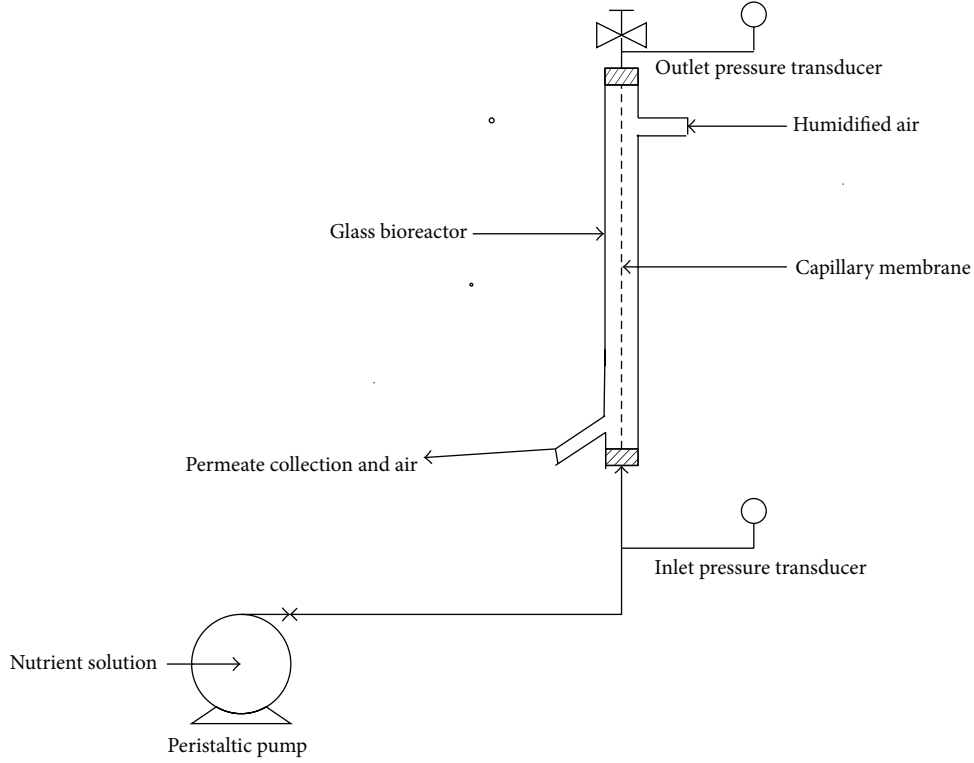 Outlet pressure transducer
Humidified air
Glass bioreactor
Capillary membrane
Permeate collection and air
Inlet pressure transducer
Nutrient solution
Peristaltic pump